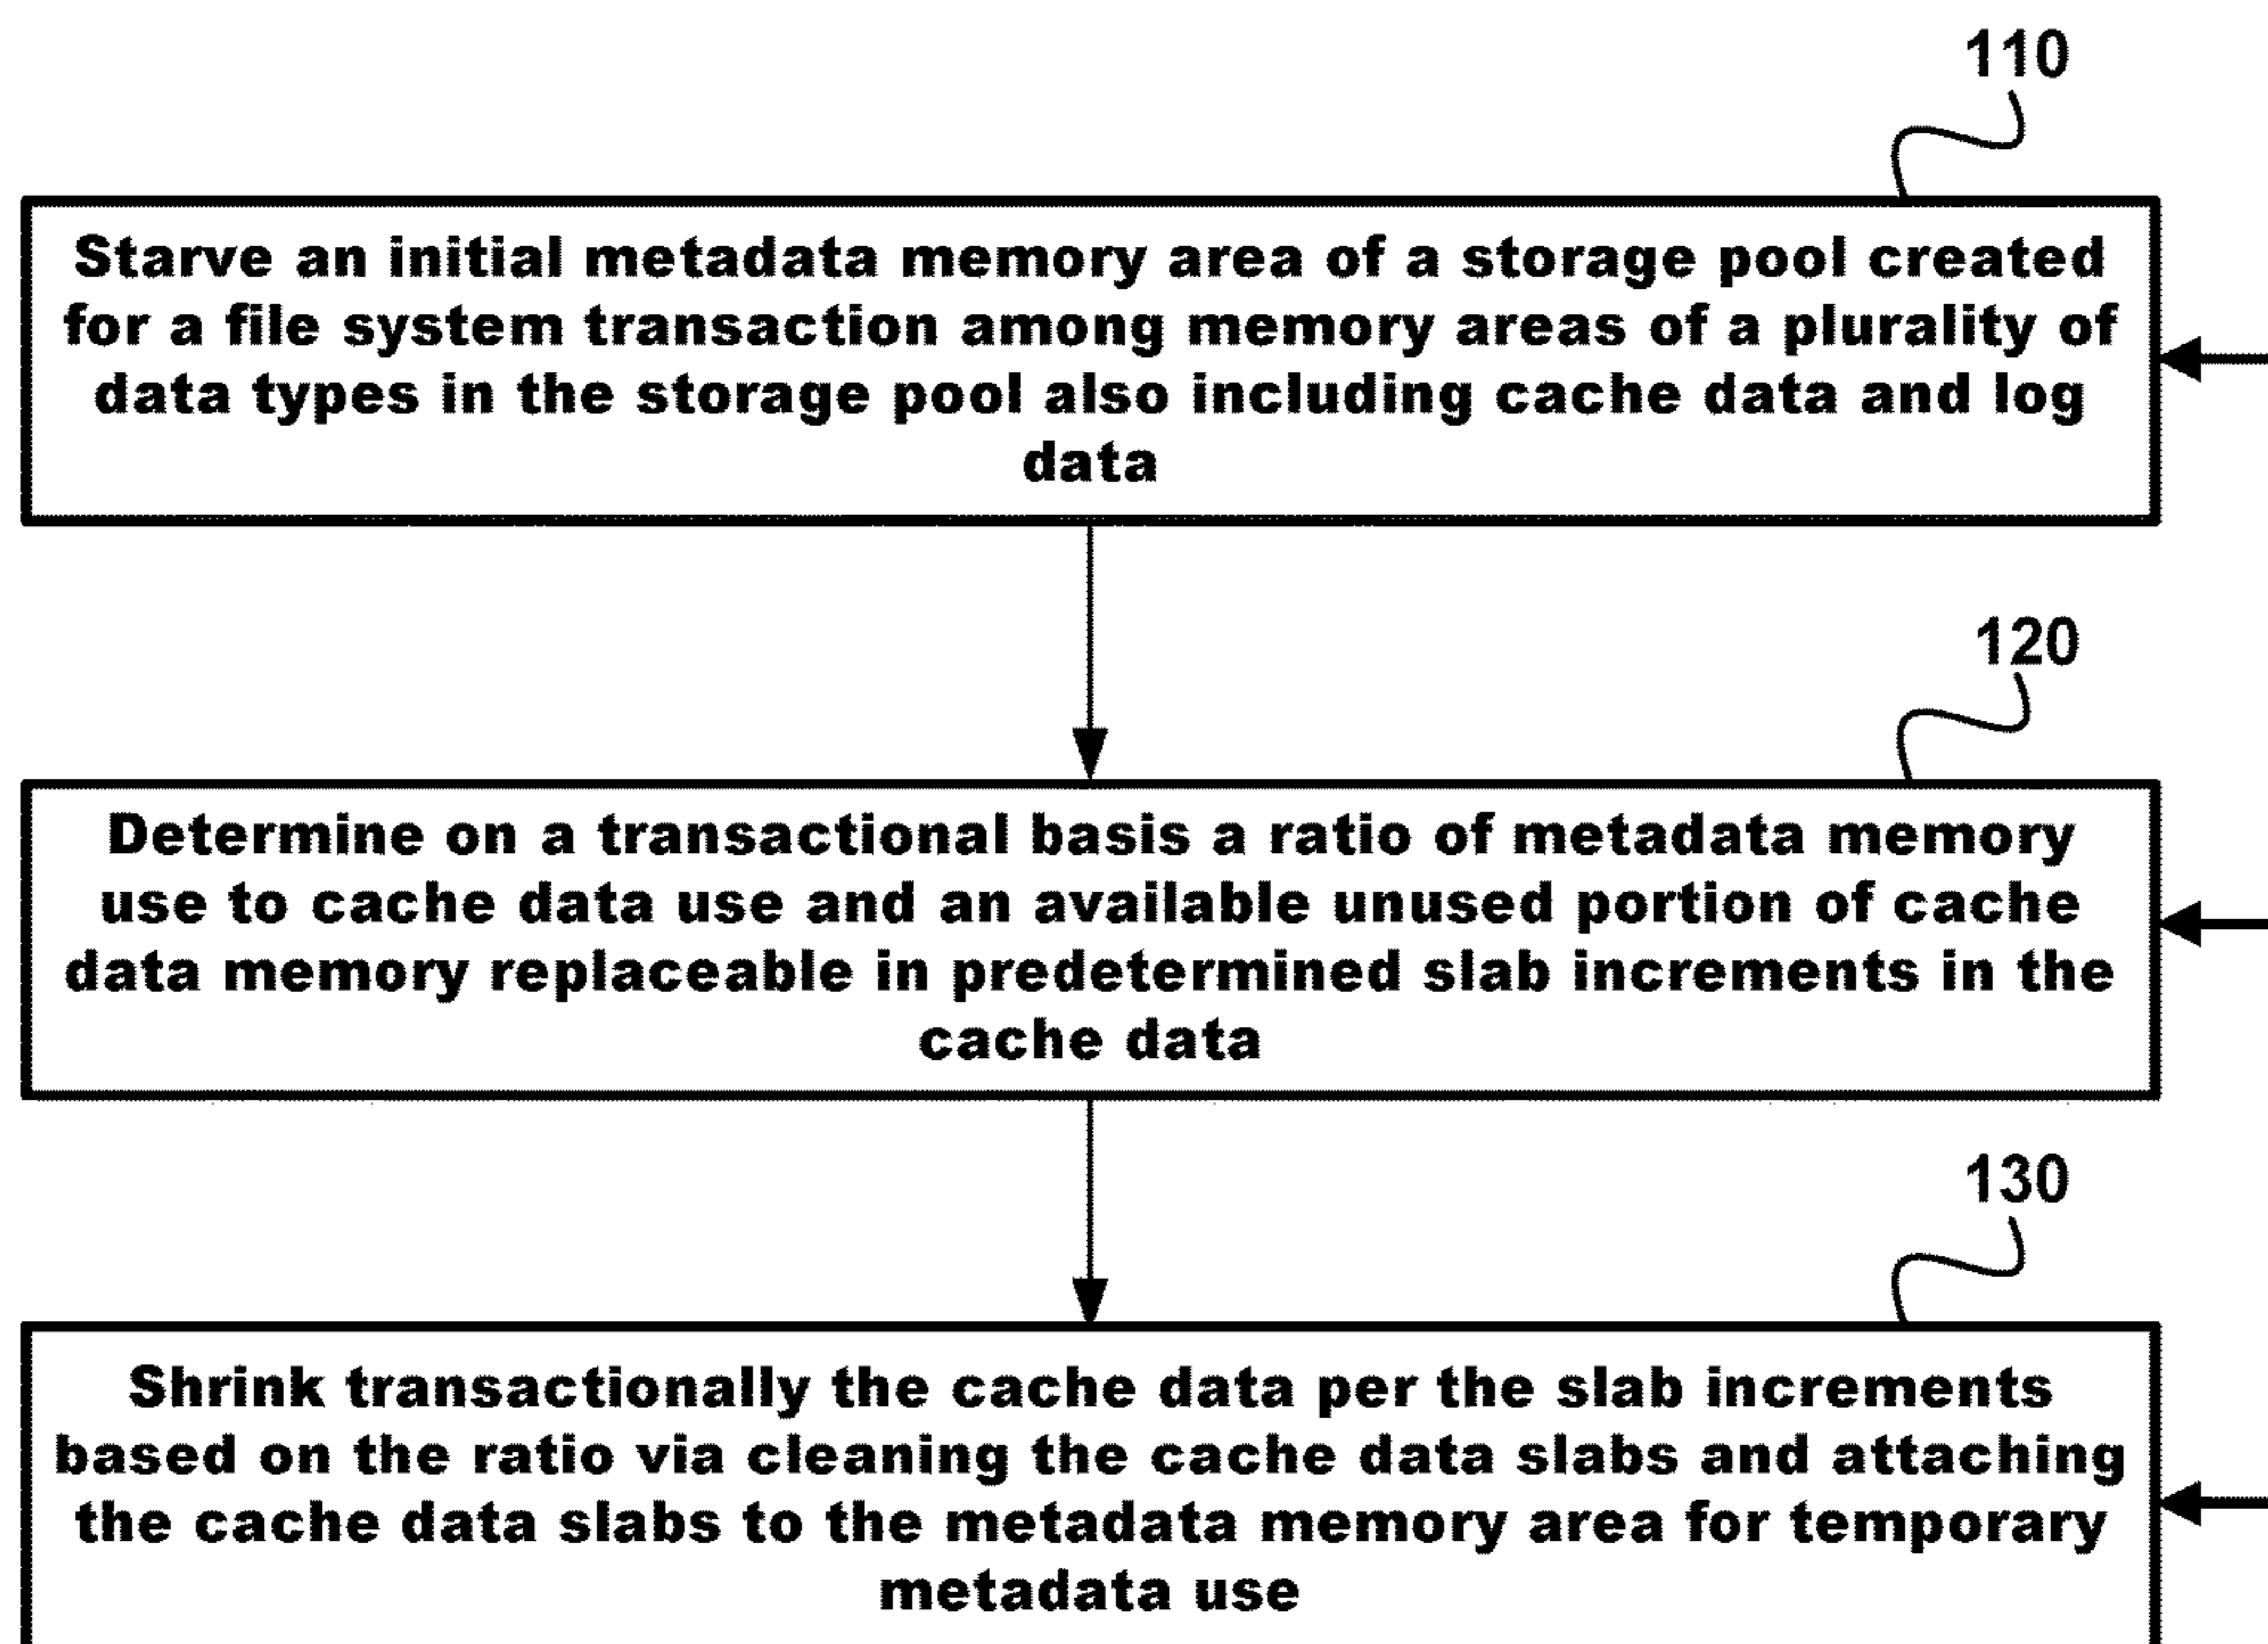 110
Starve an initial metadata memory area of a storage pool created
for a file system transaction among memory areas of a plurality of
data types in the storage pool also including cache data and log
data
120
Determine on a transactional basis a ratio of metadata memory
use to cache data use and an available unused portion of cache
data memory replaceable in predetermined slab increments in the
cache data
130
Shrink transactionally the cache data per the slab increments
based on the ratio via cleaning the cache data slabs and attaching
the cache data slabs to the metadata memory area for temporary
metadata use